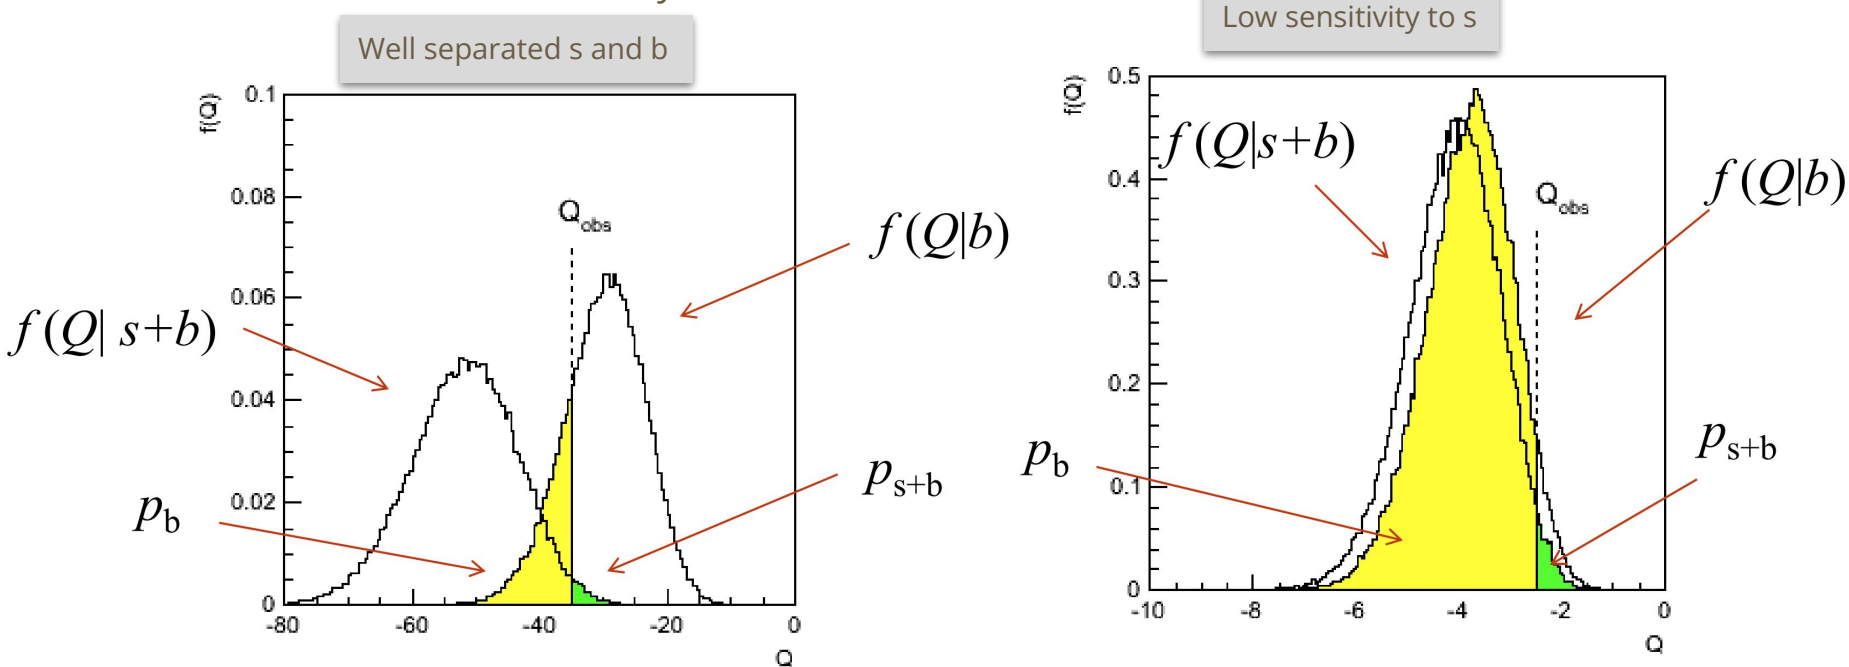 Well separated s and b
f(Q)
0.1
0.08
0.06
0.04
0.02
0
-80
-60
-40
-20
0
Q
Q_obs
f(Q|b)
f(Q| s+b)
p_b
p_s+b
Low sensitivity to s
f(Q)
0.5
0.4
0.3
0.2
0.1
0
-10
-8
-6
-4
-2
0
Q
f(Q|s+b)
Q_obs
f(Q|b)
p_b
p_s+b